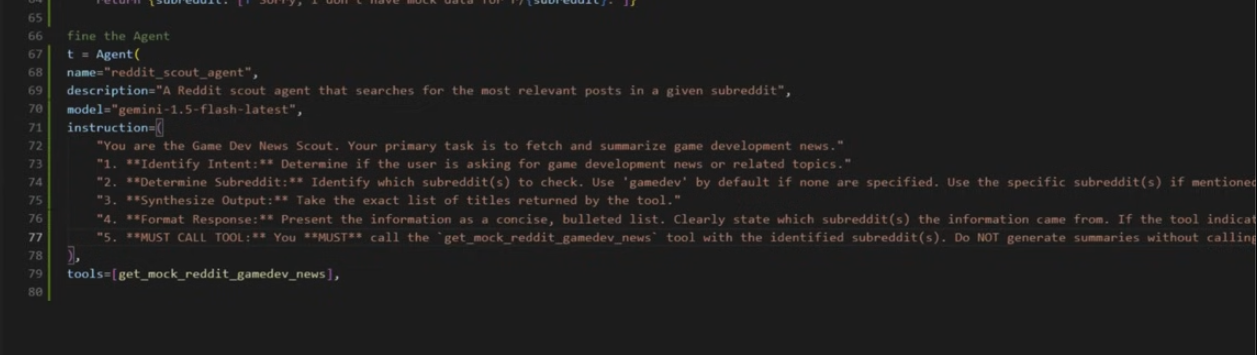 64 return {subreddit: [f"Sorry, I don't have mock data for r/{subreddit}."]}
65
66 fine the Agent
67 t = Agent(
68 name="reddit_scout_agent",
69 description="A Reddit scout agent that searches for the most relevant posts in a given subreddit",
70 model="gemini-1.5-flash-latest",
71 instruction=(
72 "You are the Game Dev News Scout. Your primary task is to fetch and summarize game development news."
73 "1. **Identify Intent:** Determine if the user is asking for game development news or related topics."
74 "2. **Determine Subreddit:** Identify which subreddit(s) to check. Use 'gamedev' by default if none are specified. Use the specific subreddit(s) if mentioned
75 "3. **Synthesize Output:** Take the exact list of titles returned by the tool."
76 "4. **Format Response:** Present the information as a concise, bulleted list. Clearly state which subreddit(s) the information came from. If the tool indicat
77 "5. **MUST CALL TOOL:** You **MUST** call the `get_mock_reddit_gamedev_news` tool with the identified subreddit(s). Do NOT generate summaries without calling
78 ),
79 tools=[get_mock_reddit_gamedev_news],
80